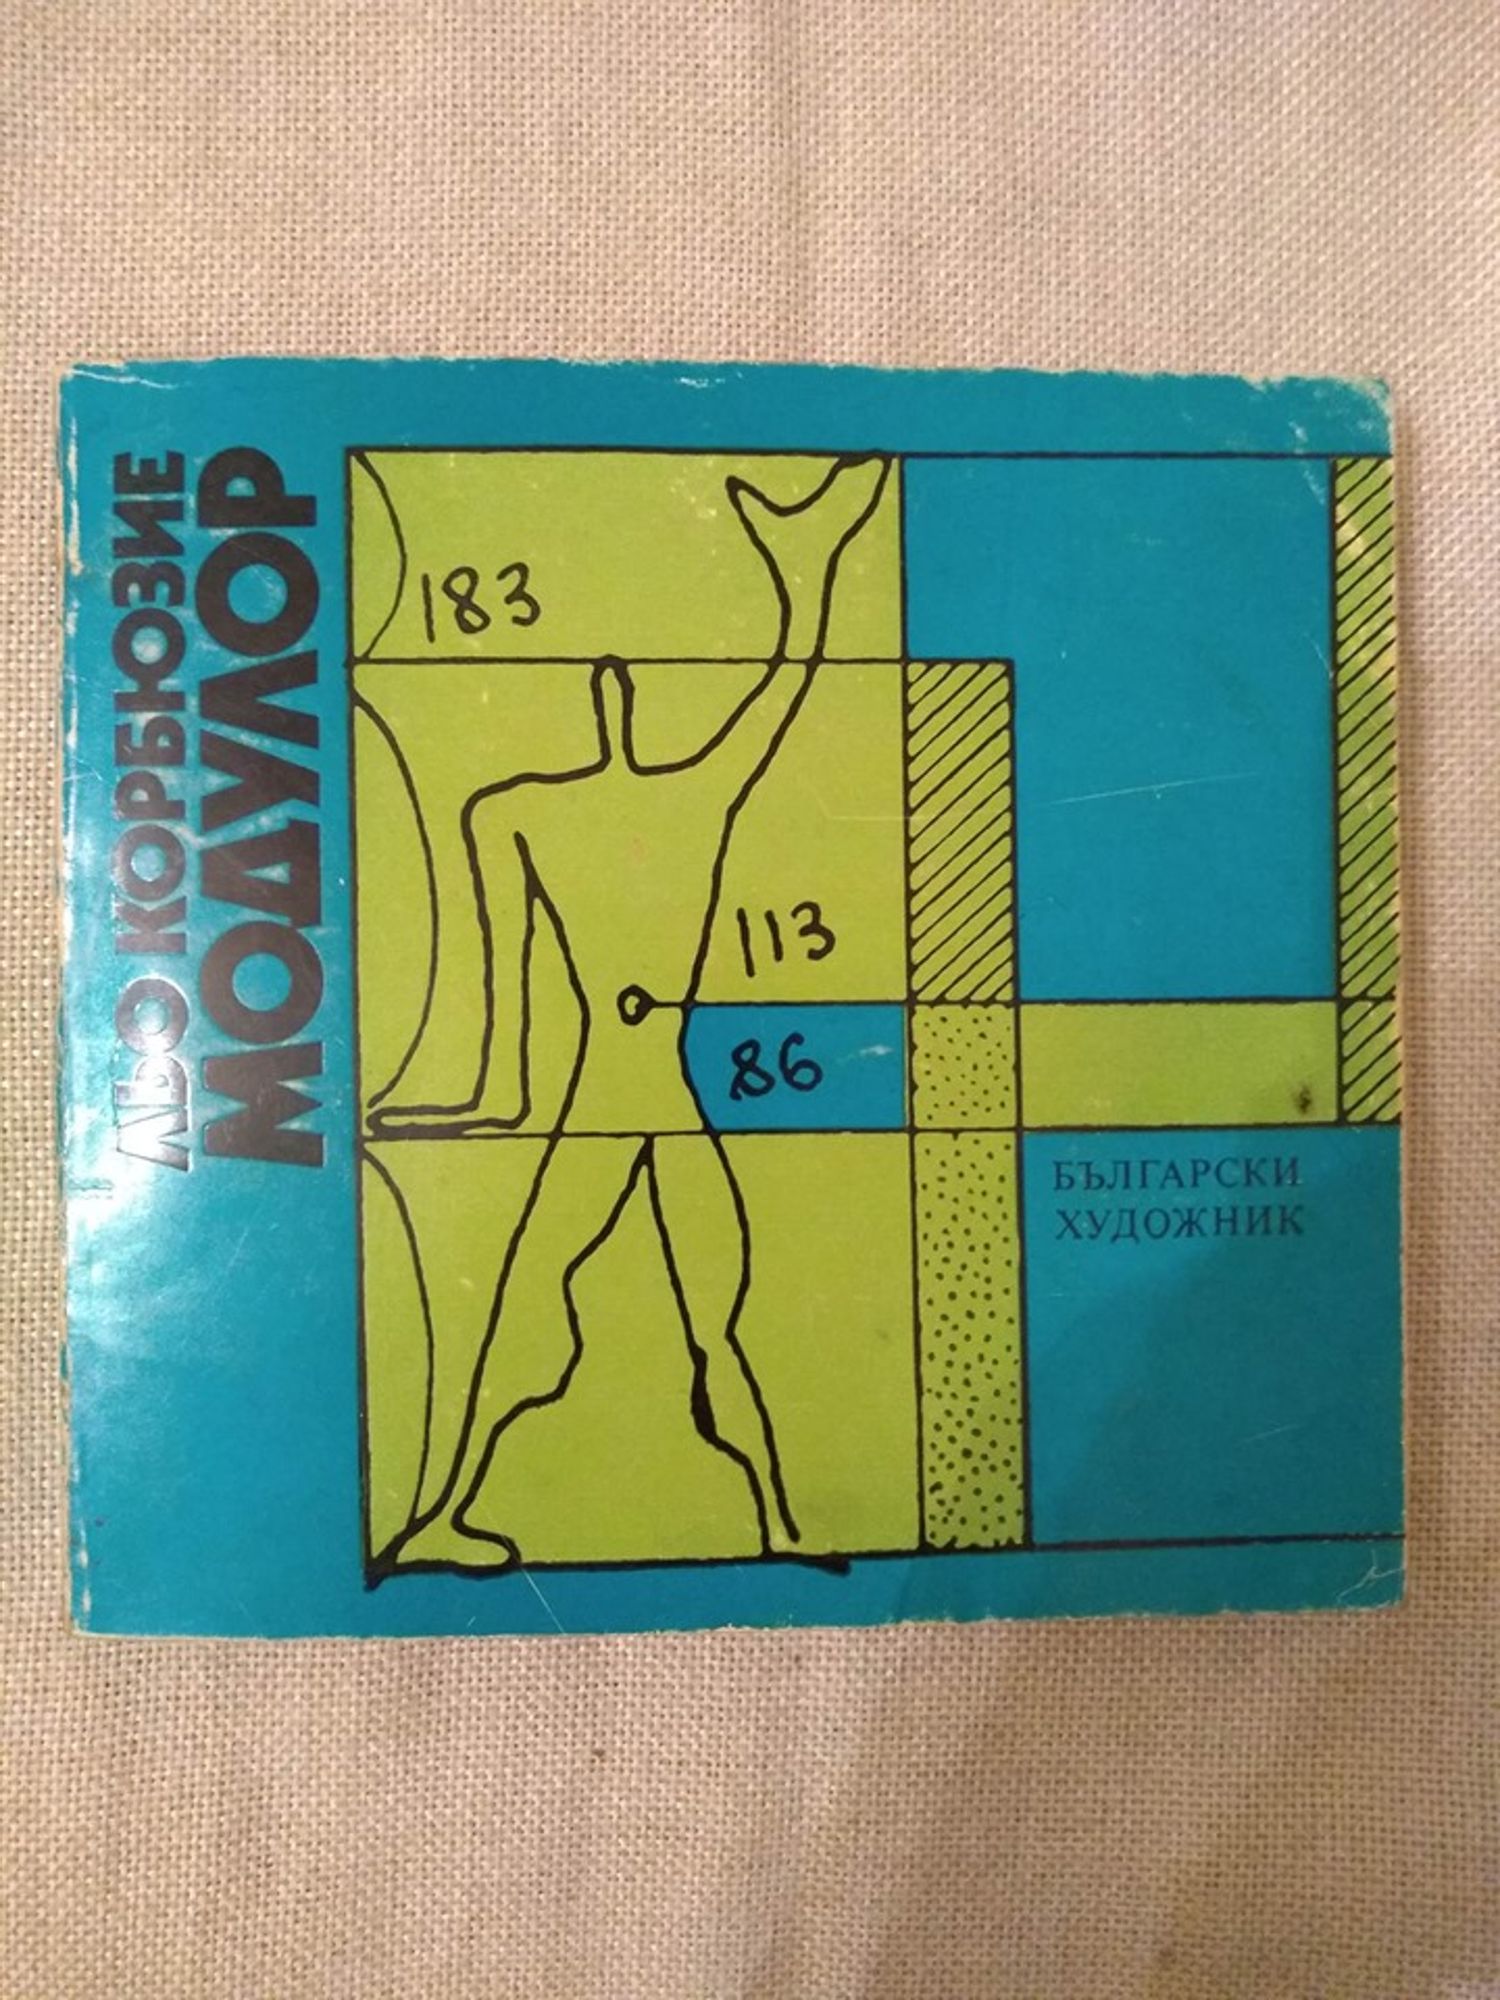 ЛЬО КОРБЮЗИЕ
МОДУЛОР
183
113
86
БЪЛГАРСКИ
ХУДОЖНИК